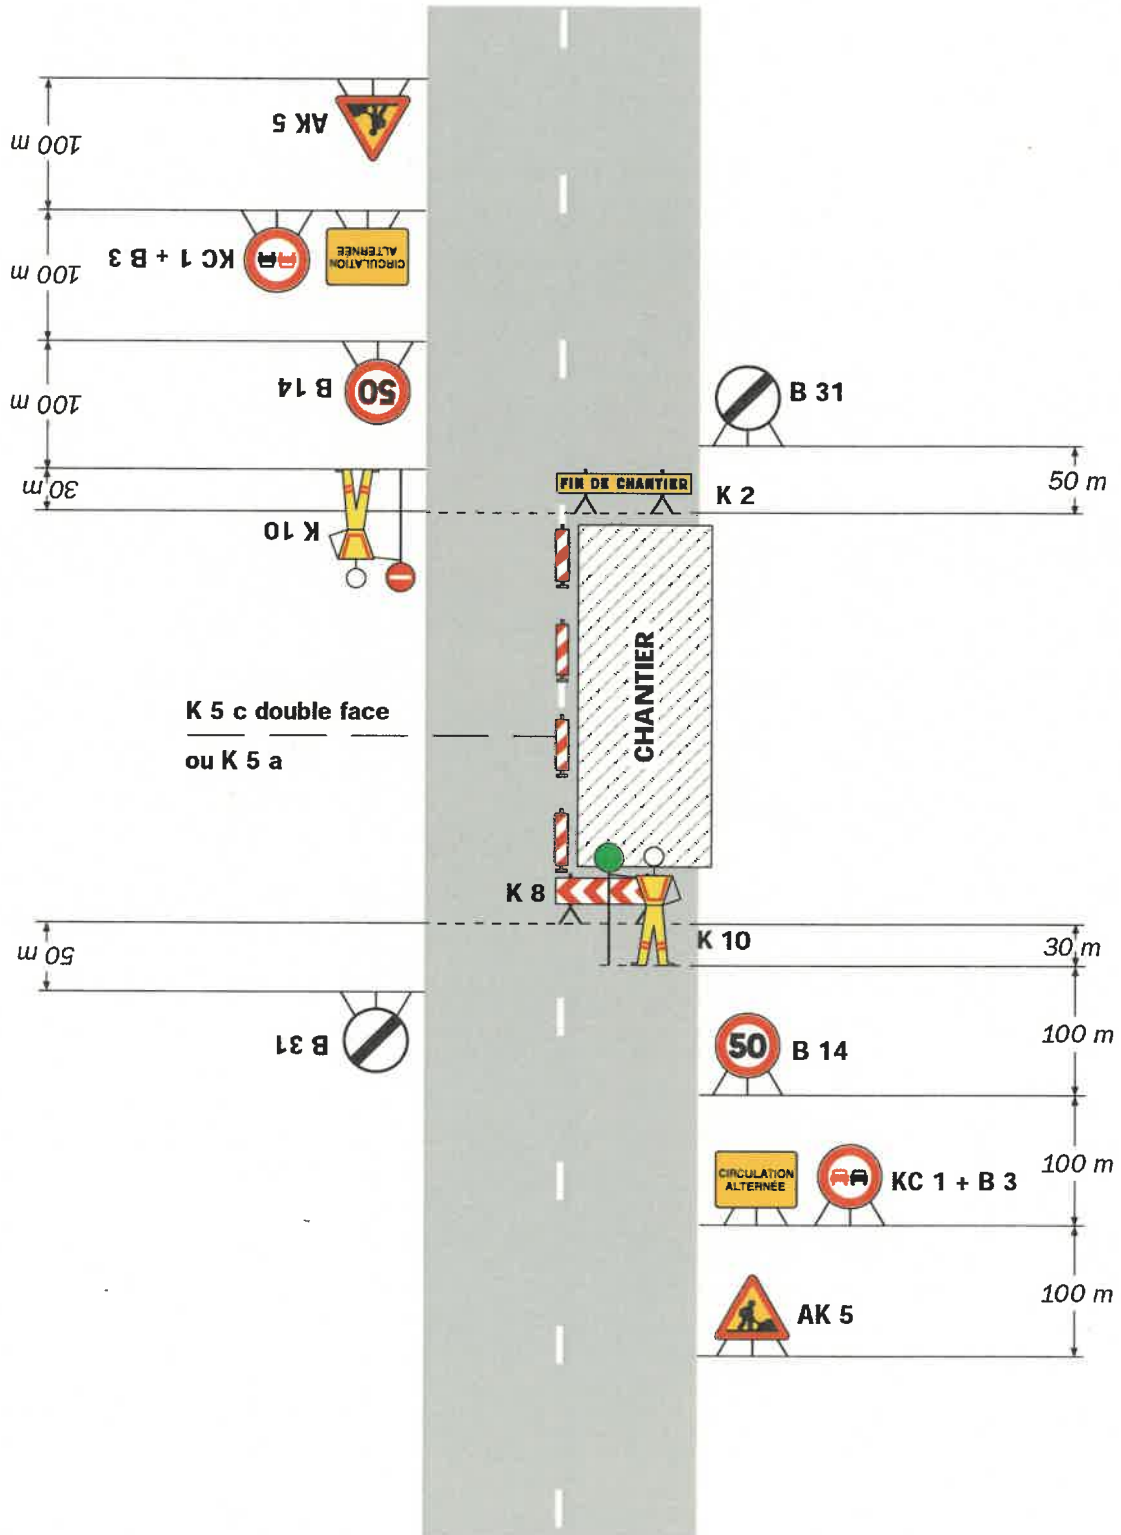 100 m
AK 5
100 m
KC 1 + B 3
CIRCULATION
ALTERNÉE
100 m
B 14
50
B 31
30 m
K 10
FIN DE CHANTIER
K 2
50 m
K 5 c double face
ou K 5 a
CHANTIER
K 8
K 10
30 m
50 m
B 31
50
B 14
100 m
CIRCULATION
ALTERNÉE
KC 1 + B 3
100 m
AK 5
100 m